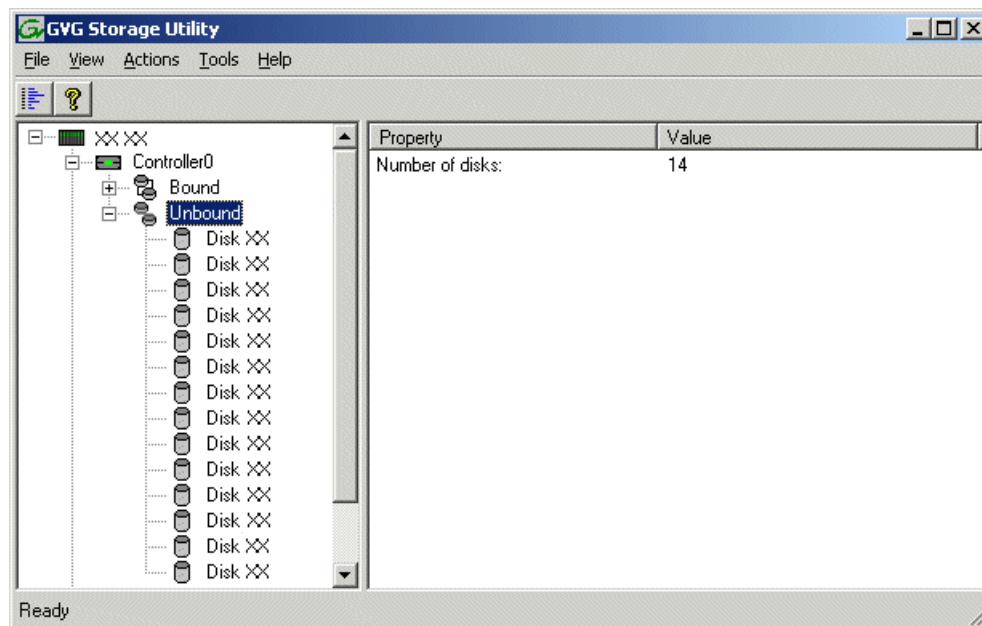 GVG Storage Utility
File View Actions Tools Help
XX XX
Controller0
Bound
Unbound
Disk XX
Disk XX
Disk XX
Disk XX
Disk XX
Disk XX
Disk XX
Disk XX
Disk XX
Disk XX
Disk XX
Disk XX
Disk XX
Disk XX
Property Value
Number of disks: 14
Ready